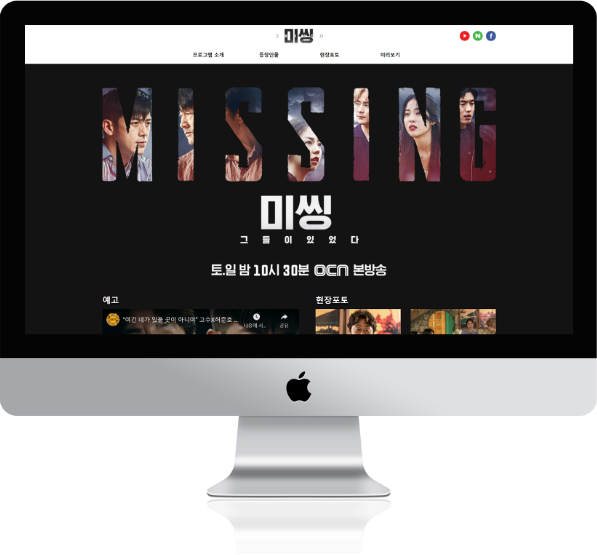 미씽
프로그램 소개 등장인물 현장포토 미리보기
MISSING
미씽
그들이있었다
토.일 밤 10시 30분 OCN 본방송
예고 현장포토
"여긴 네가 있을 곳이 아니야" 고수X허준호 ...
나중에 시... 공유